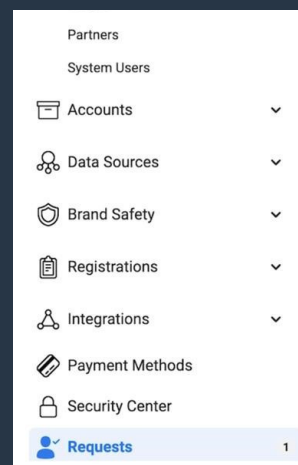 Partners
System Users
Accounts
Data Sources
Brand Safety
Registrations
Integrations
Payment Methods
Security Center
Requests 1